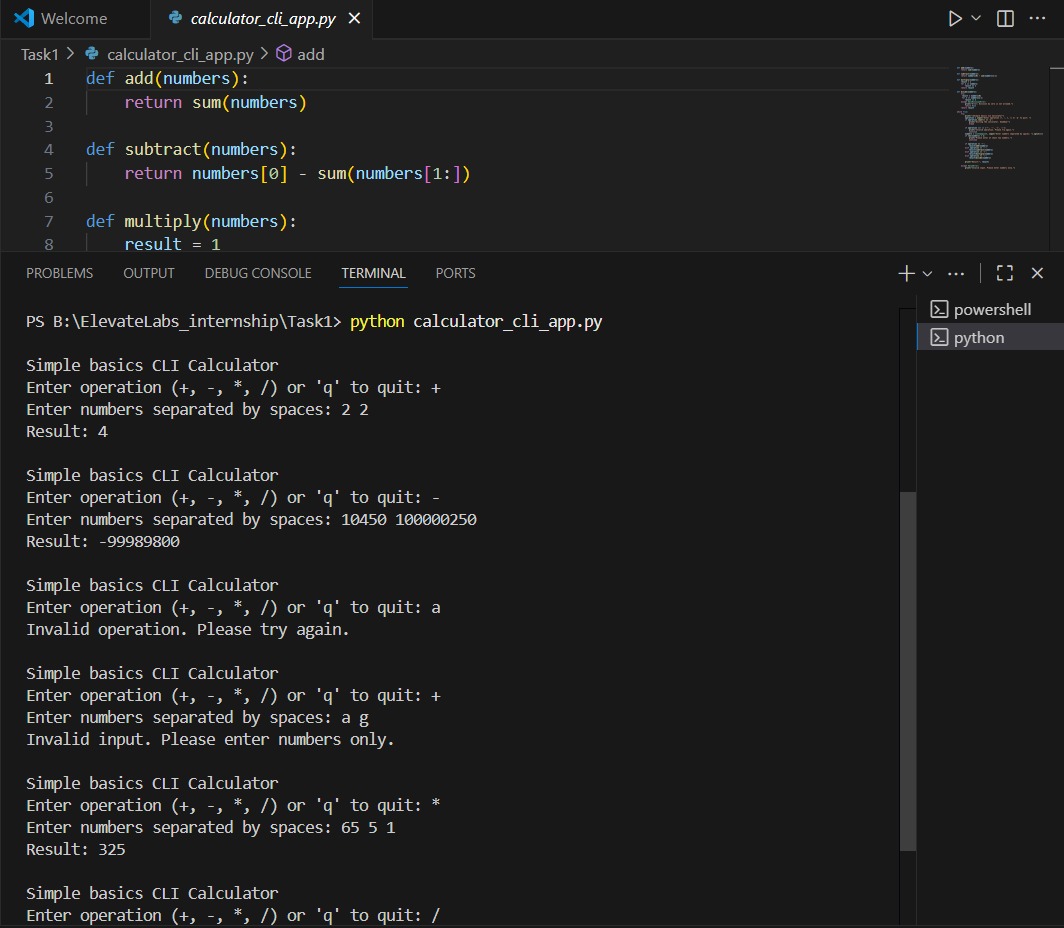 Welcome
calculator_cli_app.py
Task1 > calculator_cli_app.py > add
1 def add(numbers):
2 return sum(numbers)
3
4 def subtract(numbers):
5 return numbers[0] - sum(numbers[1:])
6
7 def multiply(numbers):
8 result = 1
PROBLEMS OUTPUT DEBUG CONSOLE TERMINAL PORTS
powershell
python
PS B:\ElevateLabs_internship\Task1> python calculator_cli_app.py
Simple basics CLI Calculator
Enter operation (+, -, *, /) or 'q' to quit: +
Enter numbers separated by spaces: 2 2
Result: 4
Simple basics CLI Calculator
Enter operation (+, -, *, /) or 'q' to quit: -
Enter numbers separated by spaces: 10450 100000250
Result: -99989800
Simple basics CLI Calculator
Enter operation (+, -, *, /) or 'q' to quit: a
Invalid operation. Please try again.
Simple basics CLI Calculator
Enter operation (+, -, *, /) or 'q' to quit: +
Enter numbers separated by spaces: a g
Invalid input. Please enter numbers only.
Simple basics CLI Calculator
Enter operation (+, -, *, /) or 'q' to quit: *
Enter numbers separated by spaces: 65 5 1
Result: 325
Simple basics CLI Calculator
Enter operation (+, -, *, /) or 'q' to quit: /